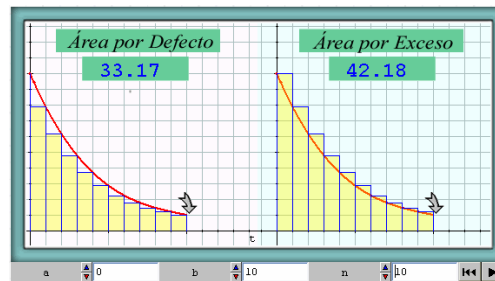 Área por Defecto
33.17
Área por Exceso
42.18
t
a 0 b 10 n 10